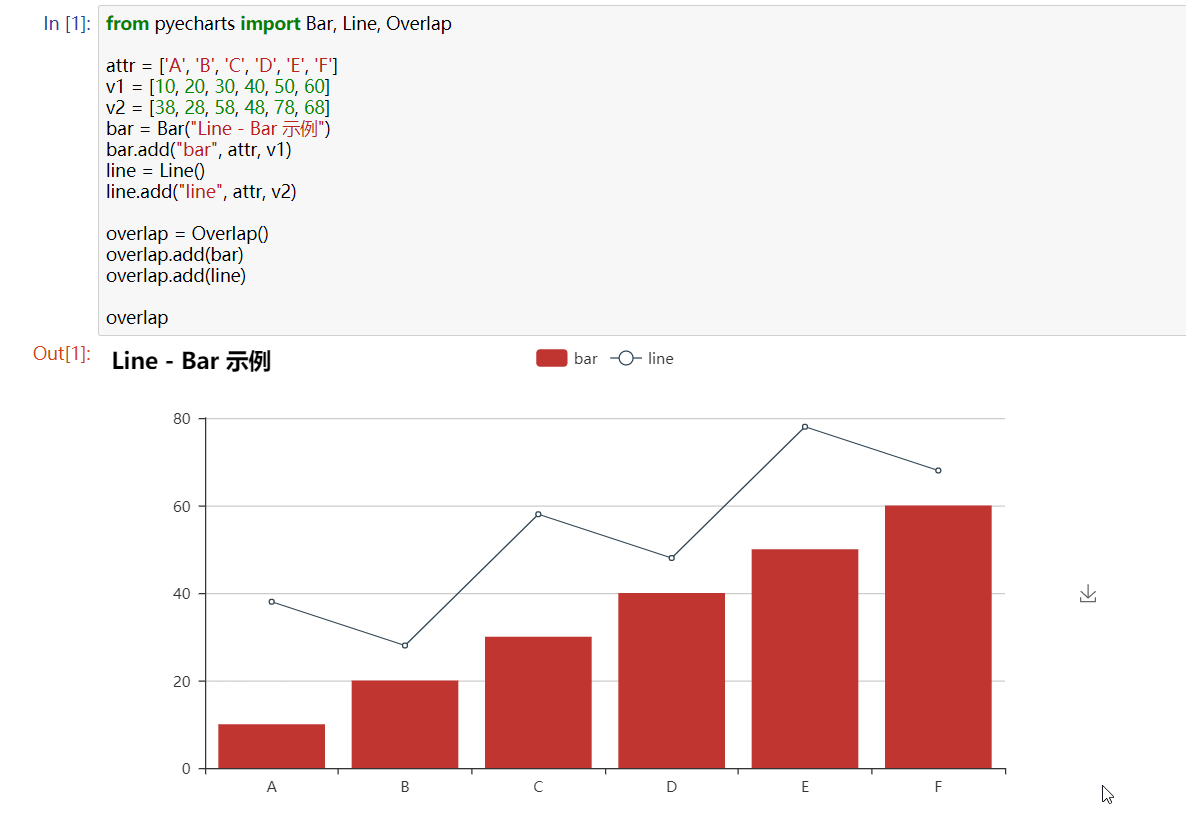 In [1]:
from pyecharts import Bar, Line, Overlap
attr = ['A', 'B', 'C', 'D', 'E', 'F']
v1 = [10, 20, 30, 40, 50, 60]
v2 = [38, 28, 58, 48, 78, 68]
bar = Bar("Line - Bar 示例")
bar.add("bar", attr, v1)
line = Line()
line.add("line", attr, v2)
overlap = Overlap()
overlap.add(bar)
overlap.add(line)
overlap
Out[1]:
Line - Bar 示例
bar
line
80
60
40
20
0
A B C D E F